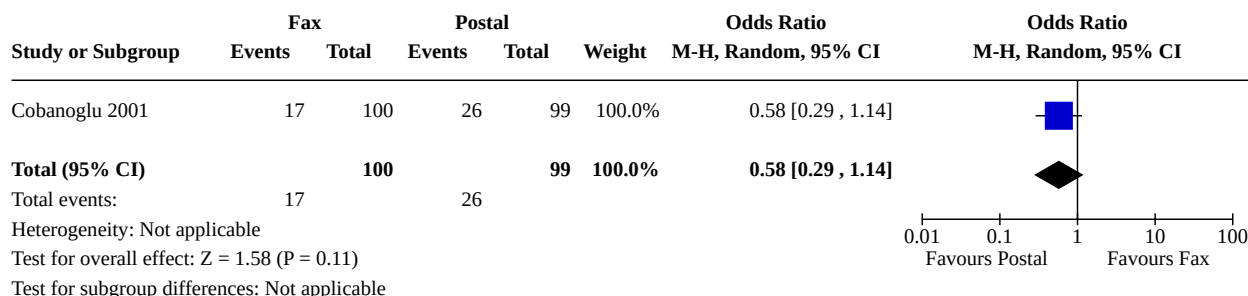 Fax Postal Odds Ratio Odds Ratio
Study or Subgroup Events Total Events Total Weight M-H, Random, 95% CI M-H, Random, 95% CI
Cobanoglu 2001 17 100 26 99 100.0% 0.58 [0.29 , 1.14]
Total (95% CI) 100 99 100.0% 0.58 [0.29 , 1.14]
Total events: 17 26
Heterogeneity: Not applicable
0.01 0.1 1 10 100
Test for overall effect: Z = 1.58 (P = 0.11)
Favours Postal Favours Fax
Test for subgroup differences: Not applicable